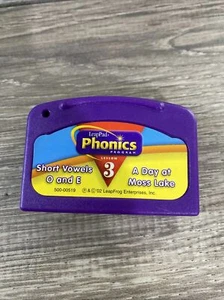 LeapPad
Phonics
PROGRAM
LESSON
3
Short Vowels
O and E
A Day at
Moss Lake
500-00519
℗ & © '02 LeapFrog Enterprises, Inc.